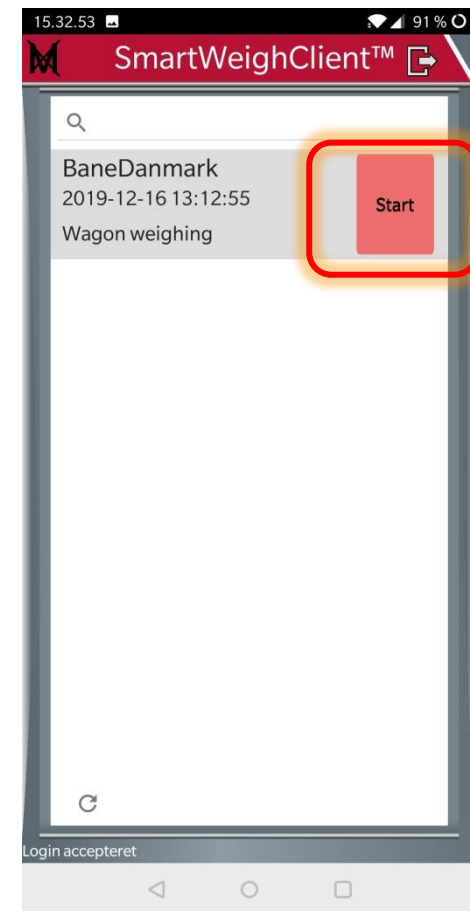 15.32.53
91 %
SmartWeighClient™
BaneDanmark
2019-12-16 13:12:55
Wagon weighing
Start
Login accepteret